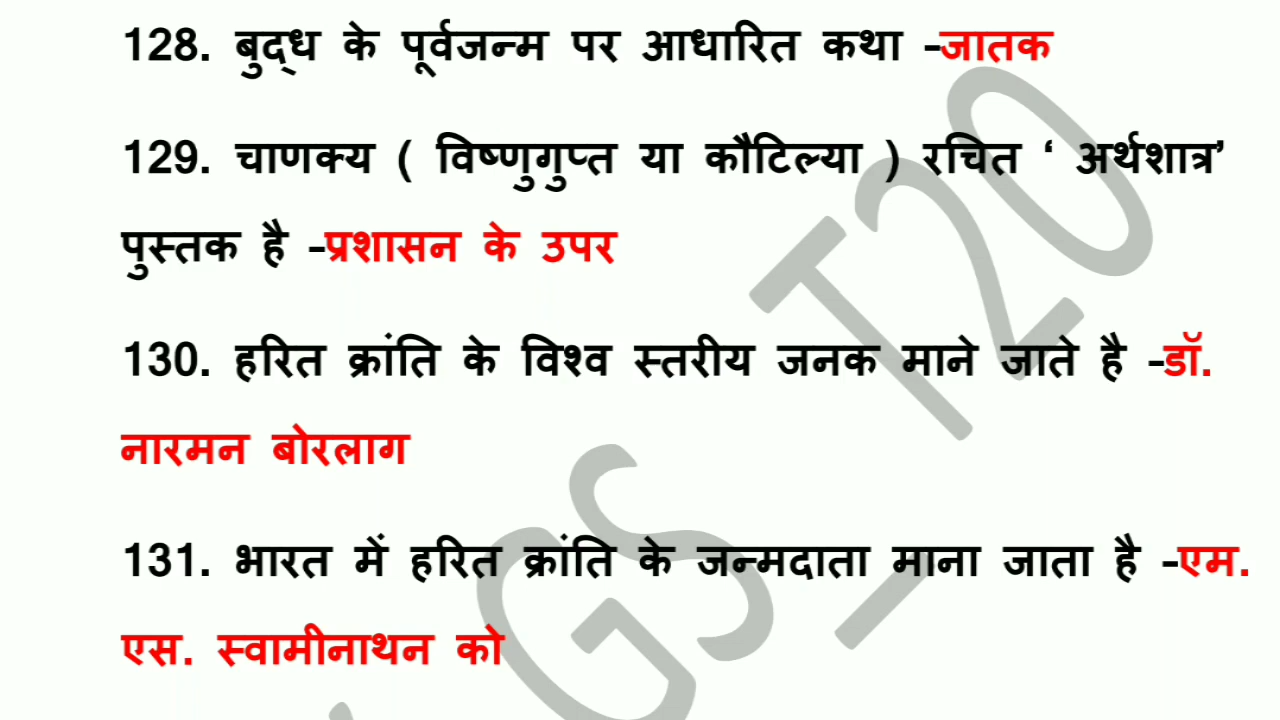 128. बुद्ध के पूर्वजन्म पर आधारित कथा –जातक
129. चाणक्य ( विष्णुगुप्त या कौटिल्या ) रचित ‘ अर्थशात्र’
पुस्तक है –प्रशासन के उपर
130. हरित क्रांति के विश्व स्तरीय जनक माने जाते है –डॉ.
नारमन बोरलाग
131. भारत में हरित क्रांति के जन्मदाता माना जाता है –एम.
एस. स्वामीनाथन को
GS_T20